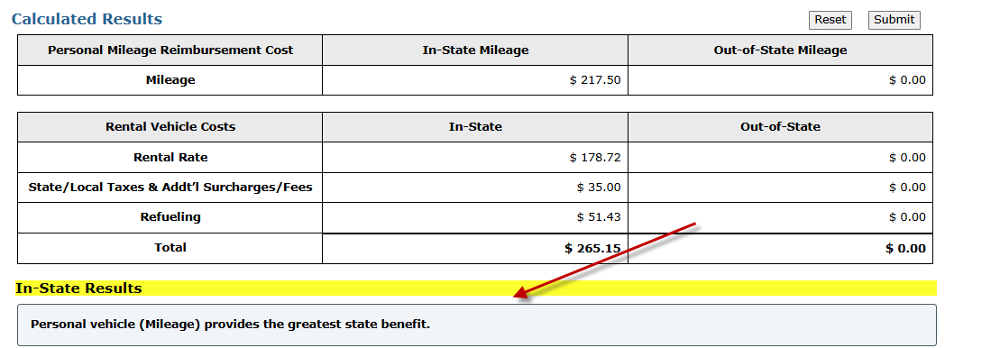 Calculated Results
Reset Submit
Personal Mileage Reimbursement Cost In-State Mileage Out-of-State Mileage
Mileage $ 217.50 $ 0.00
Rental Vehicle Costs In-State Out-of-State
Rental Rate $ 178.72 $ 0.00
State/Local Taxes & Addt’l Surcharges/Fees $ 35.00 $ 0.00
Refueling $ 51.43 $ 0.00
Total $ 265.15 $ 0.00
In-State Results
Personal vehicle (Mileage) provides the greatest state benefit.